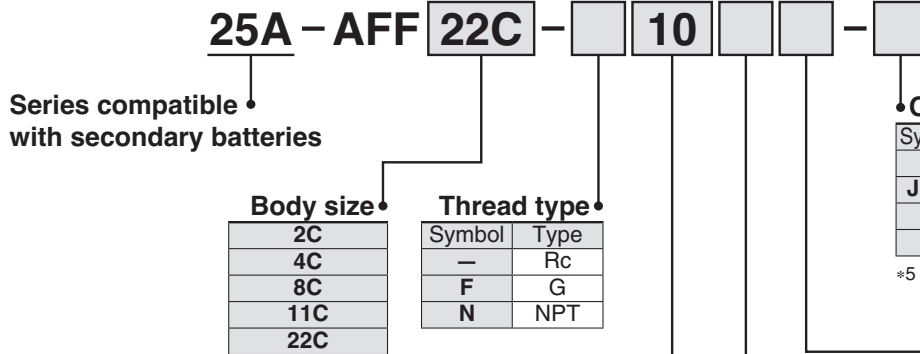 25A – AFF 22C – 10 –
Series compatible
with secondary batteries
Body size
2C
4C
8C
11C
22C
Thread type
Symbol Type
— Rc
F G
N NPT
J
*5